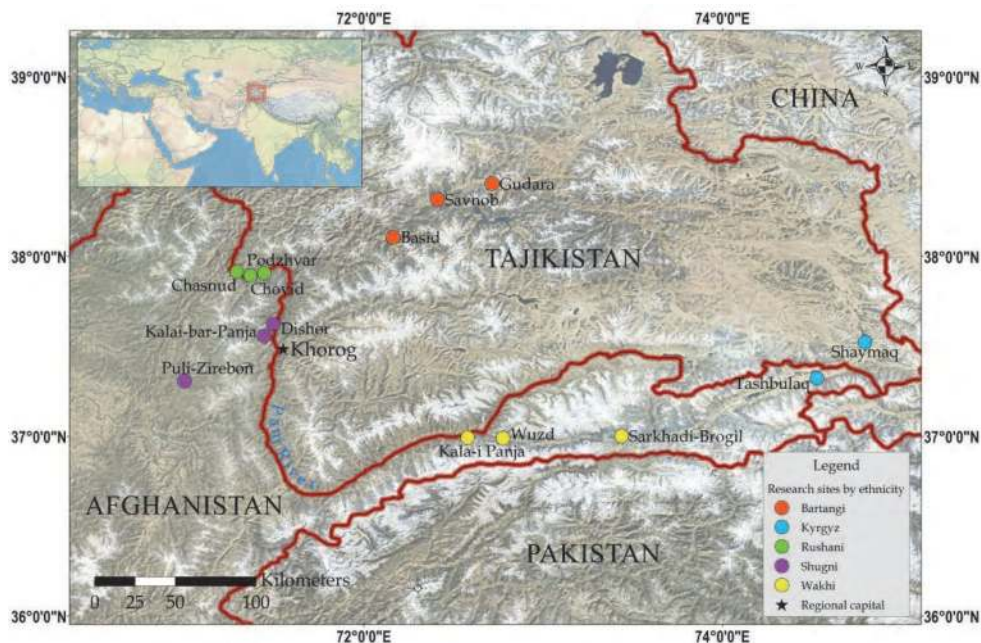 72°0'0"E 74°0'0"E
39°0'0"N 39°0'0"N
N
W E
S
CHINA
Gudara
Savnob
Basid
38°0'0"N 38°0'0"N
TAJIKISTAN
Podzhvar
Chasnud Chovid
Kalai-bar-Panja Dishor
Khorog
Shaymaq
Puli-Zirebon
Tashbulaq
37°0'0"N 37°0'0"N
Wuzd Sarkhadi-Brogil
Kala-i Panja
Panj River
AFGHANISTAN
PAKISTAN
Legend
Research sites by ethnicity
Bartangi
Kyrgyz
Rushani
Shugni
Wakhi
Regional capital
Kilometers
0 25 50 100
36°0'0"N 36°0'0"N
72°0'0"E 74°0'0"E